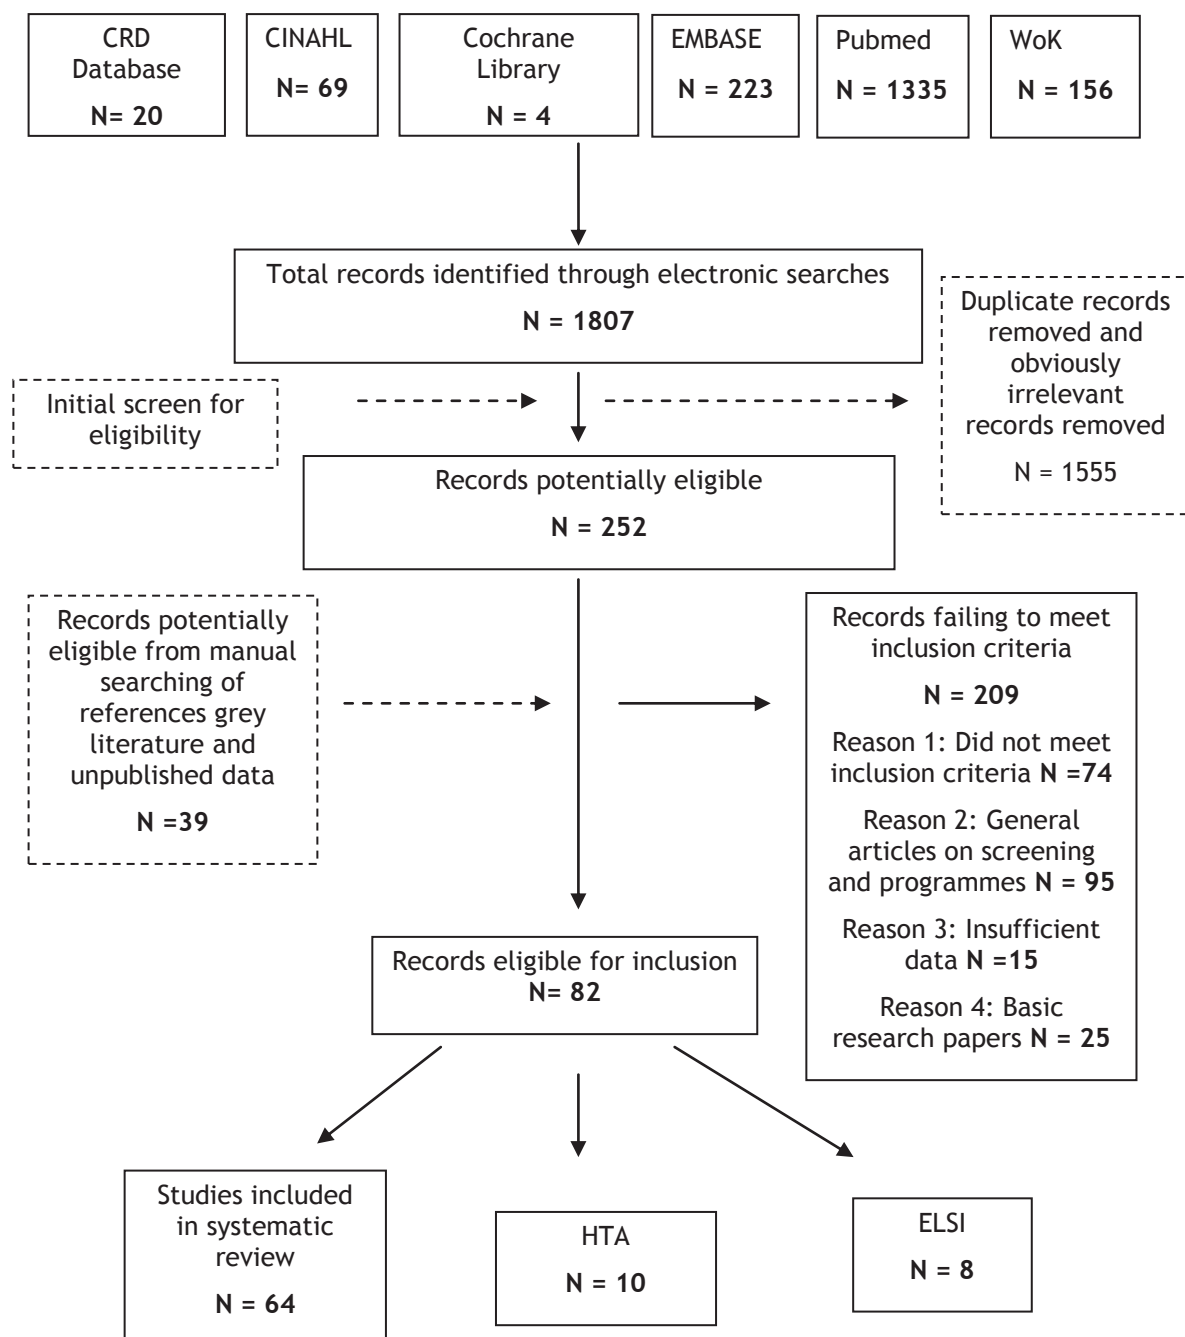 CRD
Database
N= 20
CINAHL
N= 69
Cochrane
Library
N = 4
EMBASE
N = 223
Pubmed
N = 1335
WoK
N = 156
Total records identified through electronic searches
N = 1807
Duplicate records
removed and
obviously
irrelevant
records removed
N = 1555
Initial screen for
eligibility
Records potentially eligible
N = 252
Records potentially
eligible from manual
searching of
references grey
literature and
unpublished data
N =39
Records failing to meet
inclusion criteria
N = 209
Reason 1: Did not meet
inclusion criteria N =74
Reason 2: General
articles on screening
and programmes N = 95
Reason 3: Insufficient
data N =15
Reason 4: Basic
research papers N = 25
Records eligible for inclusion
N= 82
Studies included
in systematic
review
N = 64
HTA
N = 10
ELSI
N = 8